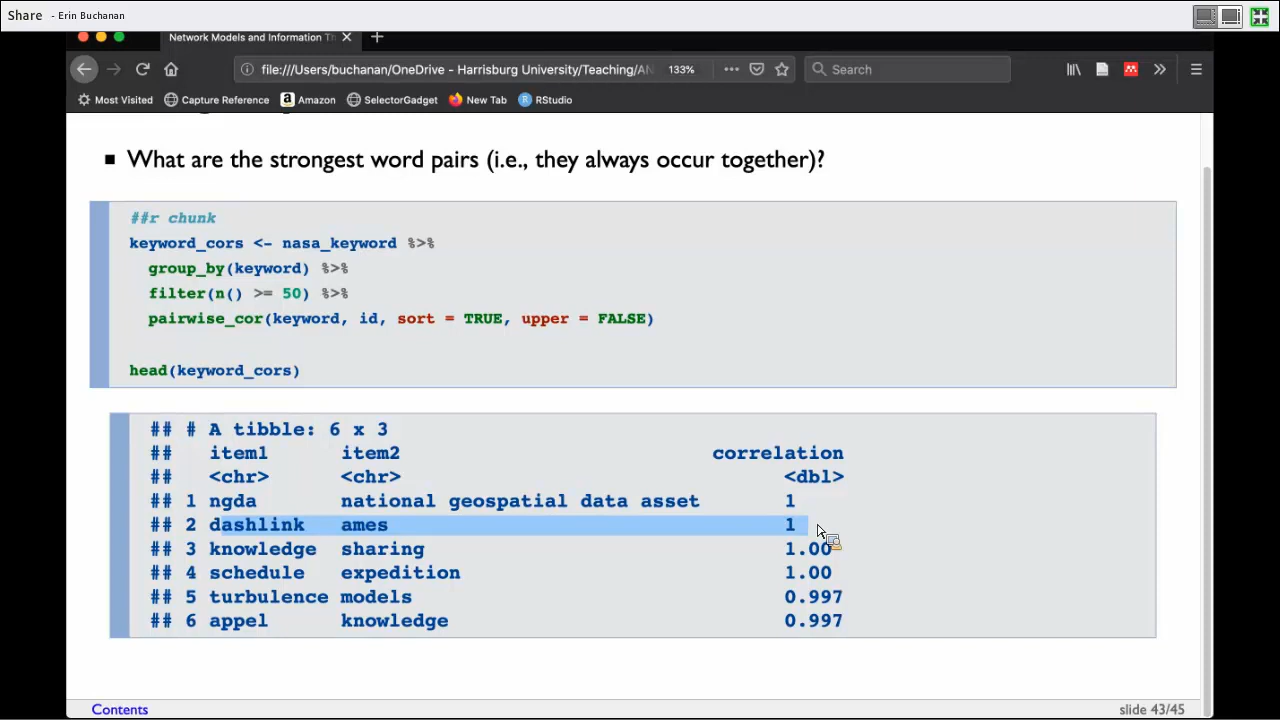 Share - Erin Buchanan
Network Models and Information Th
file:///Users/buchanan/OneDrive - Harrisburg University/Teaching/AN 133% Search
Most Visited Capture Reference Amazon SelectorGadget New Tab RStudio
What are the strongest word pairs (i.e., they always occur together)?
##r chunk
keyword_cors <- nasa_keyword %>%
group_by(keyword) %>%
filter(n() >= 50) %>%
pairwise_cor(keyword, id, sort = TRUE, upper = FALSE)
head(keyword_cors)
## # A tibble: 6 x 3
## item1 item2 correlation
## <chr> <chr> <dbl>
## 1 ngda national geospatial data asset 1
## 2 dashlink ames 1
## 3 knowledge sharing 1.00
## 4 schedule expedition 1.00
## 5 turbulence models 0.997
## 6 appel knowledge 0.997
Contents slide 43/45